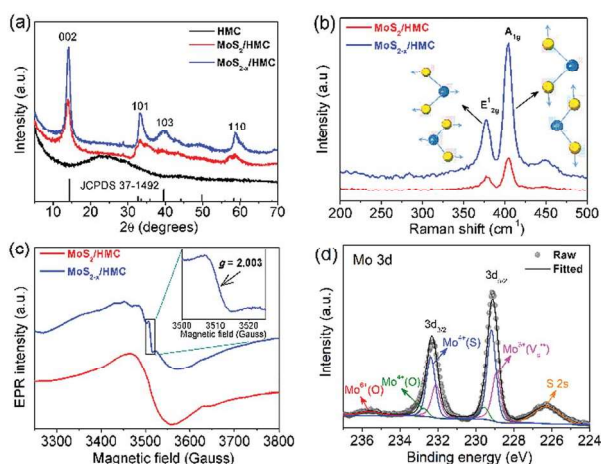 (a)
HMC
MoS₂/HMC
MoS₂₋ₓ/HMC
002
101
103
110
JCPDS 37-1492
Intensity (a.u.)
0 10 20 30 40 50 60 70
2θ (degrees)
(b)
MoS₂/HMC
MoS₂₋ₓ/HMC
A₁g
E¹₂g
Intensity (a.u.)
200 250 300 350 400 450 500
Raman shift (cm⁻¹)
(c)
MoS₂/HMC
MoS₂₋ₓ/HMC
g = 2.003
3500 3510 3520
Magnetic field (Gauss)
EPR intensity (a.u.)
3300 3400 3500 3600 3700 3800
Magnetic field (Gauss)
(d)
Mo 3d
Raw
Fitted
3d₅/₂
3d₃/₂
Mo⁴⁺(S)
Mo⁶⁺(O)
Mo⁴⁺(O)
S 2s
Intensity (a.u.)
236 234 232 230 228 226 224
Binding energy (eV)